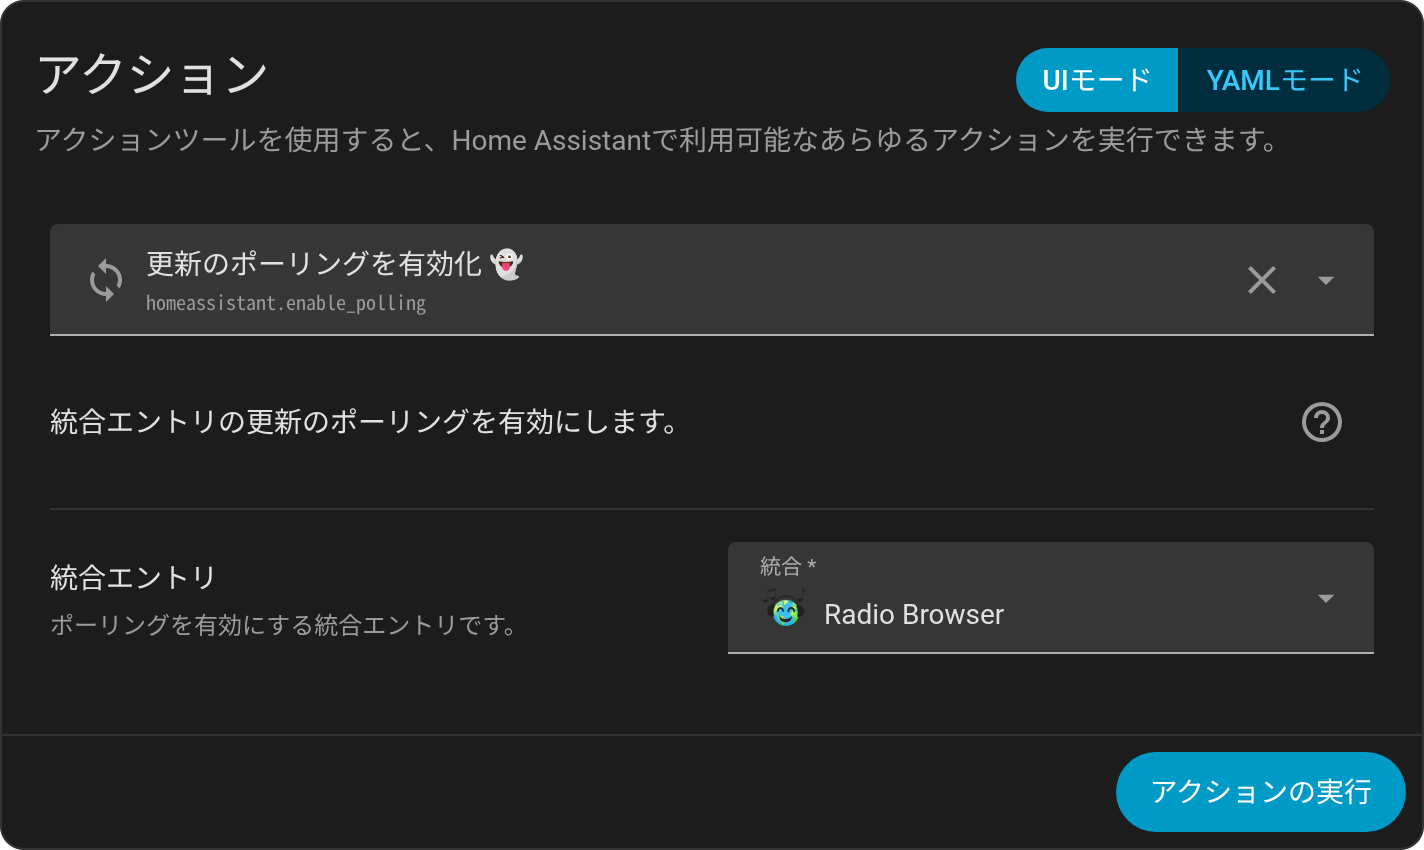 アクション
UIモード
YAMLモード
アクションツールを使用すると、Home Assistantで利用可能なあらゆるアクションを実行できます。
更新のポーリングを有効化 👻
homeassistant.enable_polling
統合エントリの更新のポーリングを有効にします。
統合エントリ
ポーリングを有効にする統合エントリです。
統合 *
Radio Browser
アクションの実行